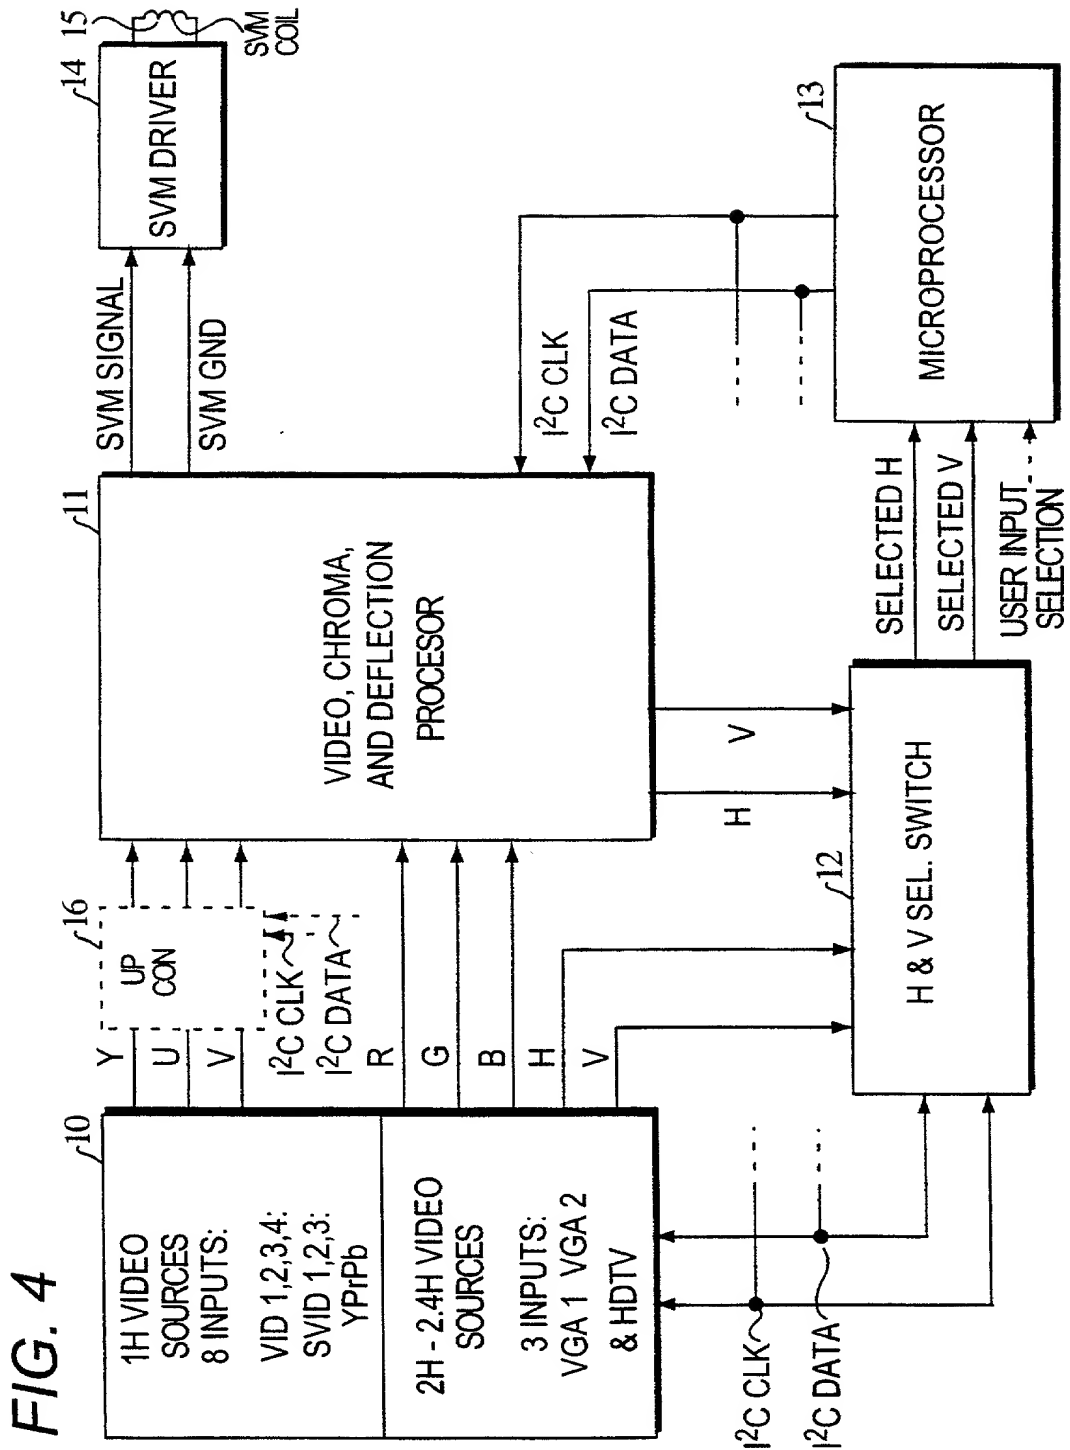 FIG. 4
10
1H VIDEO
SOURCES
8 INPUTS:
VID 1,2,3,4:
SVID 1,2,3:
YPrPb
2H - 2.4H VIDEO
SOURCES
3 INPUTS:
VGA 1 VGA 2
& HDTV
Y
U
V
16
UP
CON
I²C CLK
I²C DATA
R
G
B
H
V
11
VIDEO, CHROMA,
AND DEFLECTION
PROCESOR
SVM SIGNAL
SVM GND
14
SVM DRIVER
15
SVM
COIL
I²C CLK
I²C DATA
H
V
I²C CLK
I²C DATA
12
H & V SEL. SWITCH
SELECTED H
SELECTED V
USER INPUT
SELECTION
13
MICROPROCESSOR